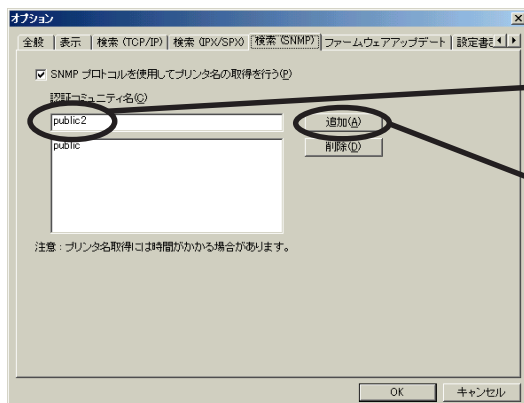 オプション
全般 表示 検索 (TCP/IP) 検索 (IPX/SPX) 検索 (SNMP) ファームウェアアップデート 設定書
SNMP プロトコルを使用してプリンタ名の取得を行う(P)
認証コミュニティ名(C)
public2 追加(A)
public 削除(D)
注意 : プリンタ名取得には時間がかかる場合があります。
OK キャンセル